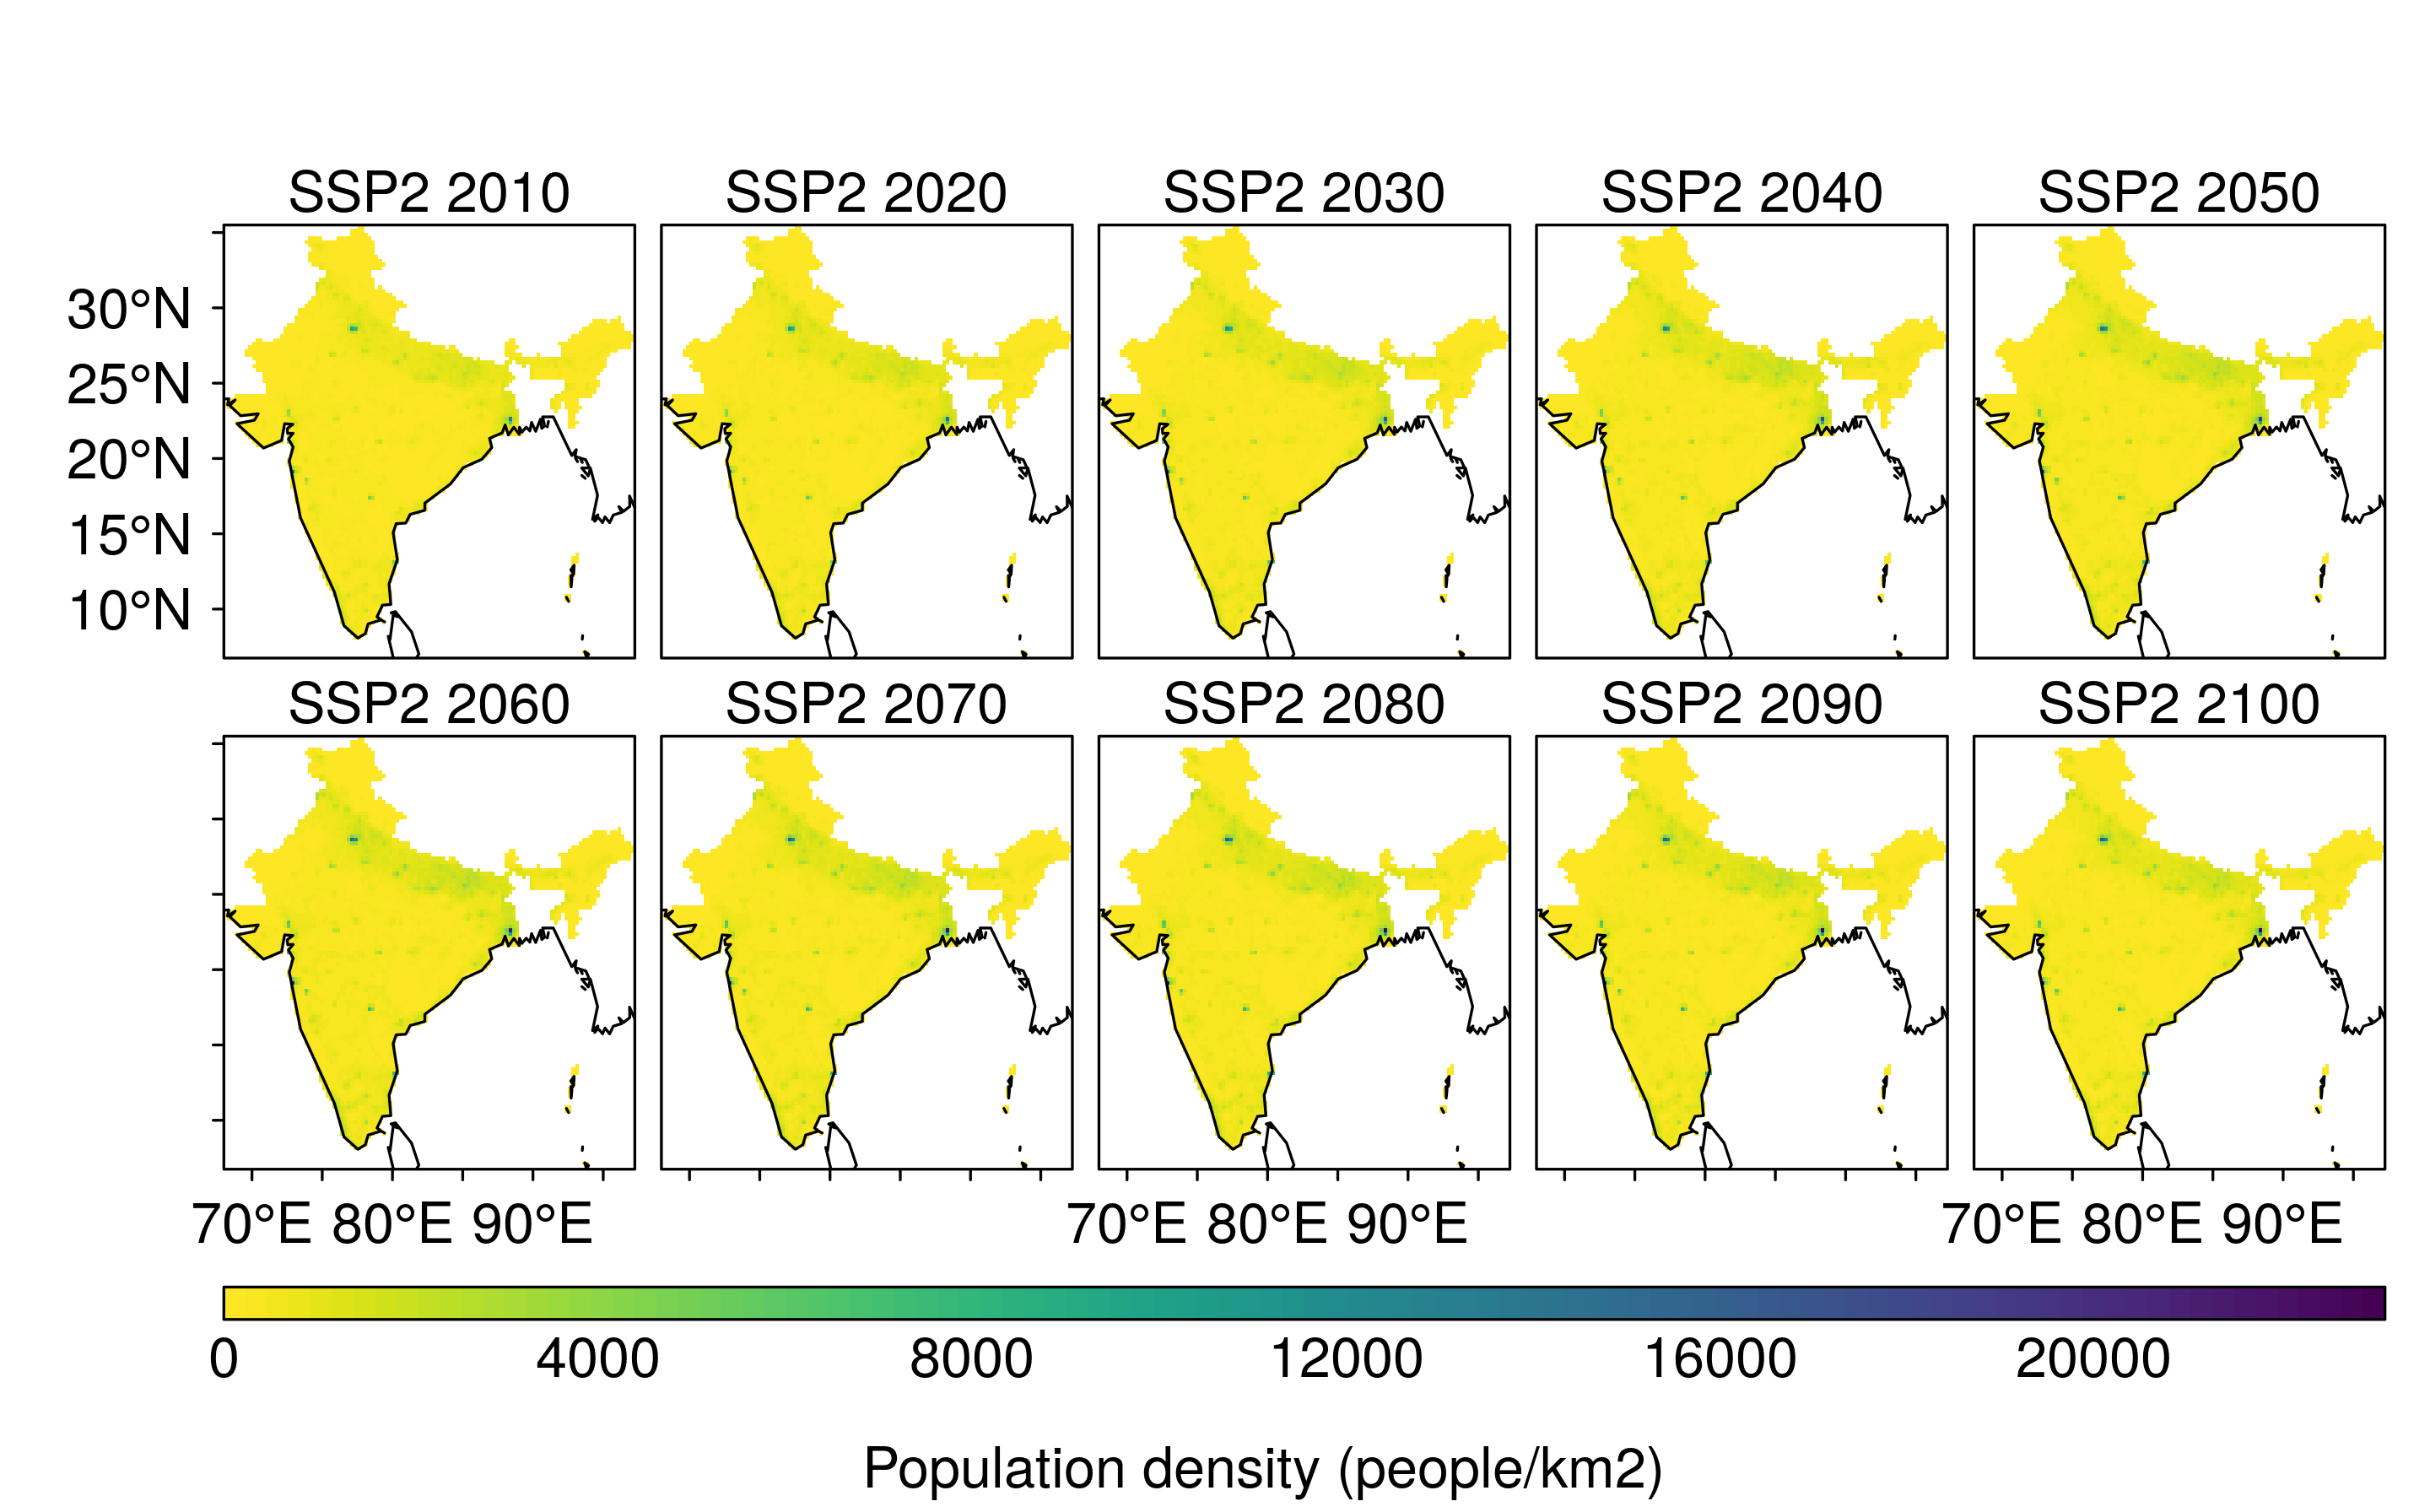 SSP2 2010 SSP2 2020 SSP2 2030 SSP2 2040 SSP2 2050
30°N
25°N
20°N
15°N
10°N
SSP2 2060 SSP2 2070 SSP2 2080 SSP2 2090 SSP2 2100
70°E 80°E 90°E 70°E 80°E 90°E 70°E 80°E 90°E
0 4000 8000 12000 16000 20000
Population density (people/km2)